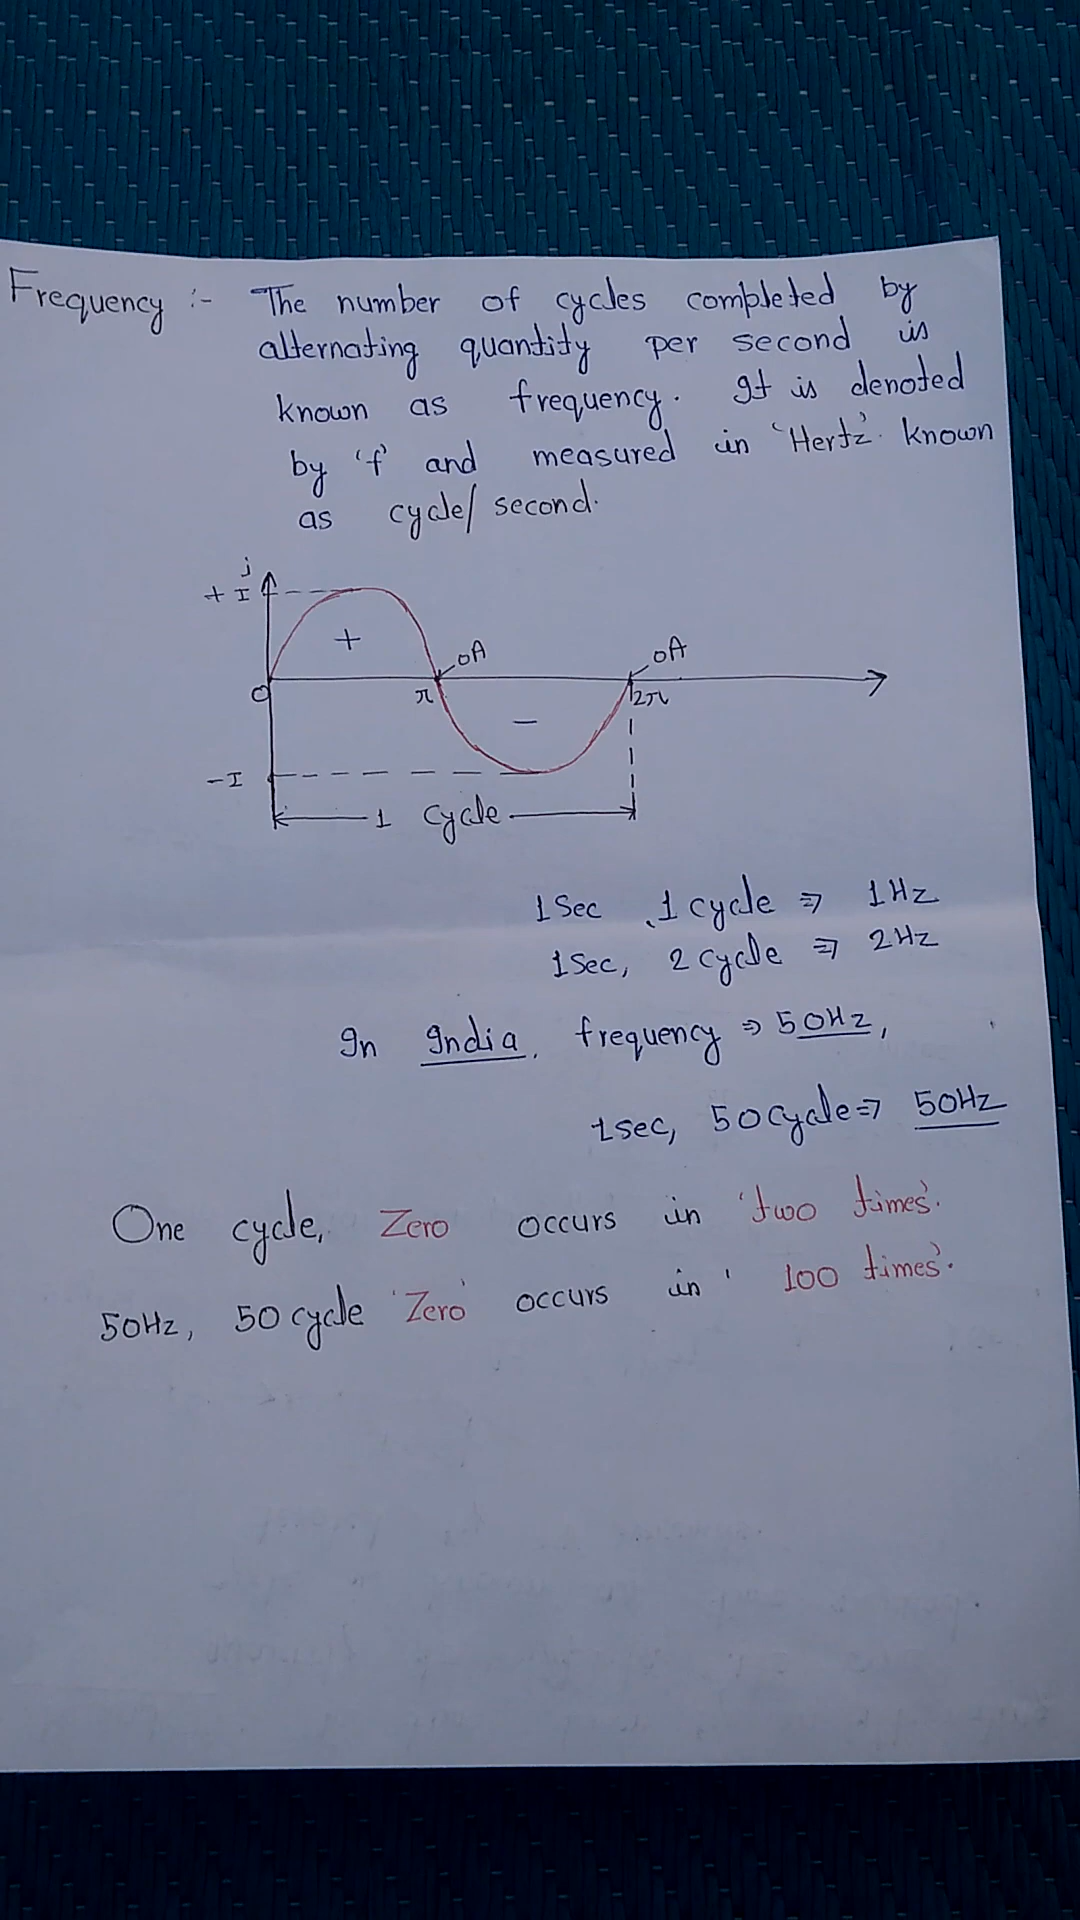 Frequency :- The number of cycles completed by
alternating quantity per second is
known as frequency. It is denoted
by 'f' and measured in 'Hertz'. known
as cycle/second.
i
+I
+
0A
0A
0
π
2π
-
-I
1 cycle
1 Sec 1 cycle ⇒ 1Hz
1 Sec, 2 cycle ⇒ 2Hz
In India, frequency ⇒ 50Hz,
1sec, 50 cycle ⇒ 50Hz
One cycle, Zero occurs in 'two times'.
50Hz, 50 cycle 'Zero' occurs in ' 100 times'.